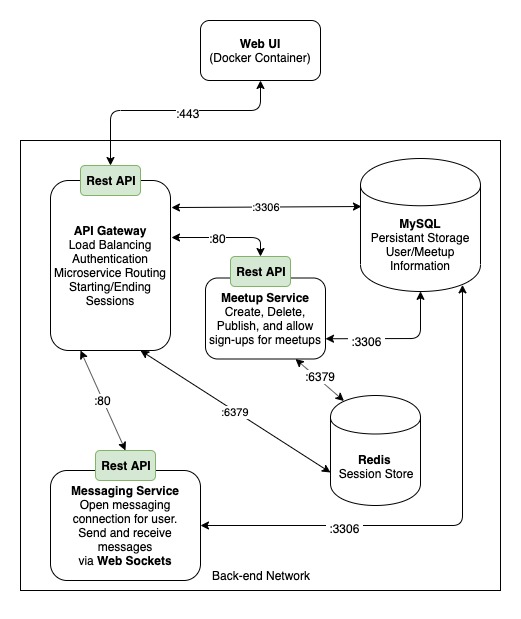 Web UI
(Docker Container)
:443
Rest API
API Gateway
Load Balancing
Authentication
Microservice Routing
Starting/Ending
Sessions
:3306
MySQL
Persistant Storage
User/Meetup
Information
:80
Rest API
Meetup Service
Create, Delete,
Publish, and allow
sign-ups for meetups
:3306
:6379
:80
:6379
Redis
Session Store
Rest API
Messaging Service
Open messaging
connection for user.
Send and receive
messages
via Web Sockets
:3306
Back-end Network